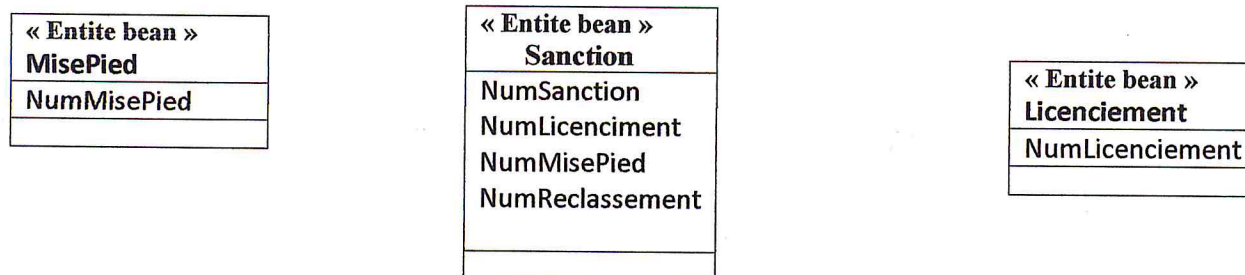 « Entite bean »
MisePied
NumMisePied
« Entite bean »
Sanction
NumSanction
NumLicenciment
NumMisePied
NumReclassement
« Entite bean »
Licenciement
NumLicenciement